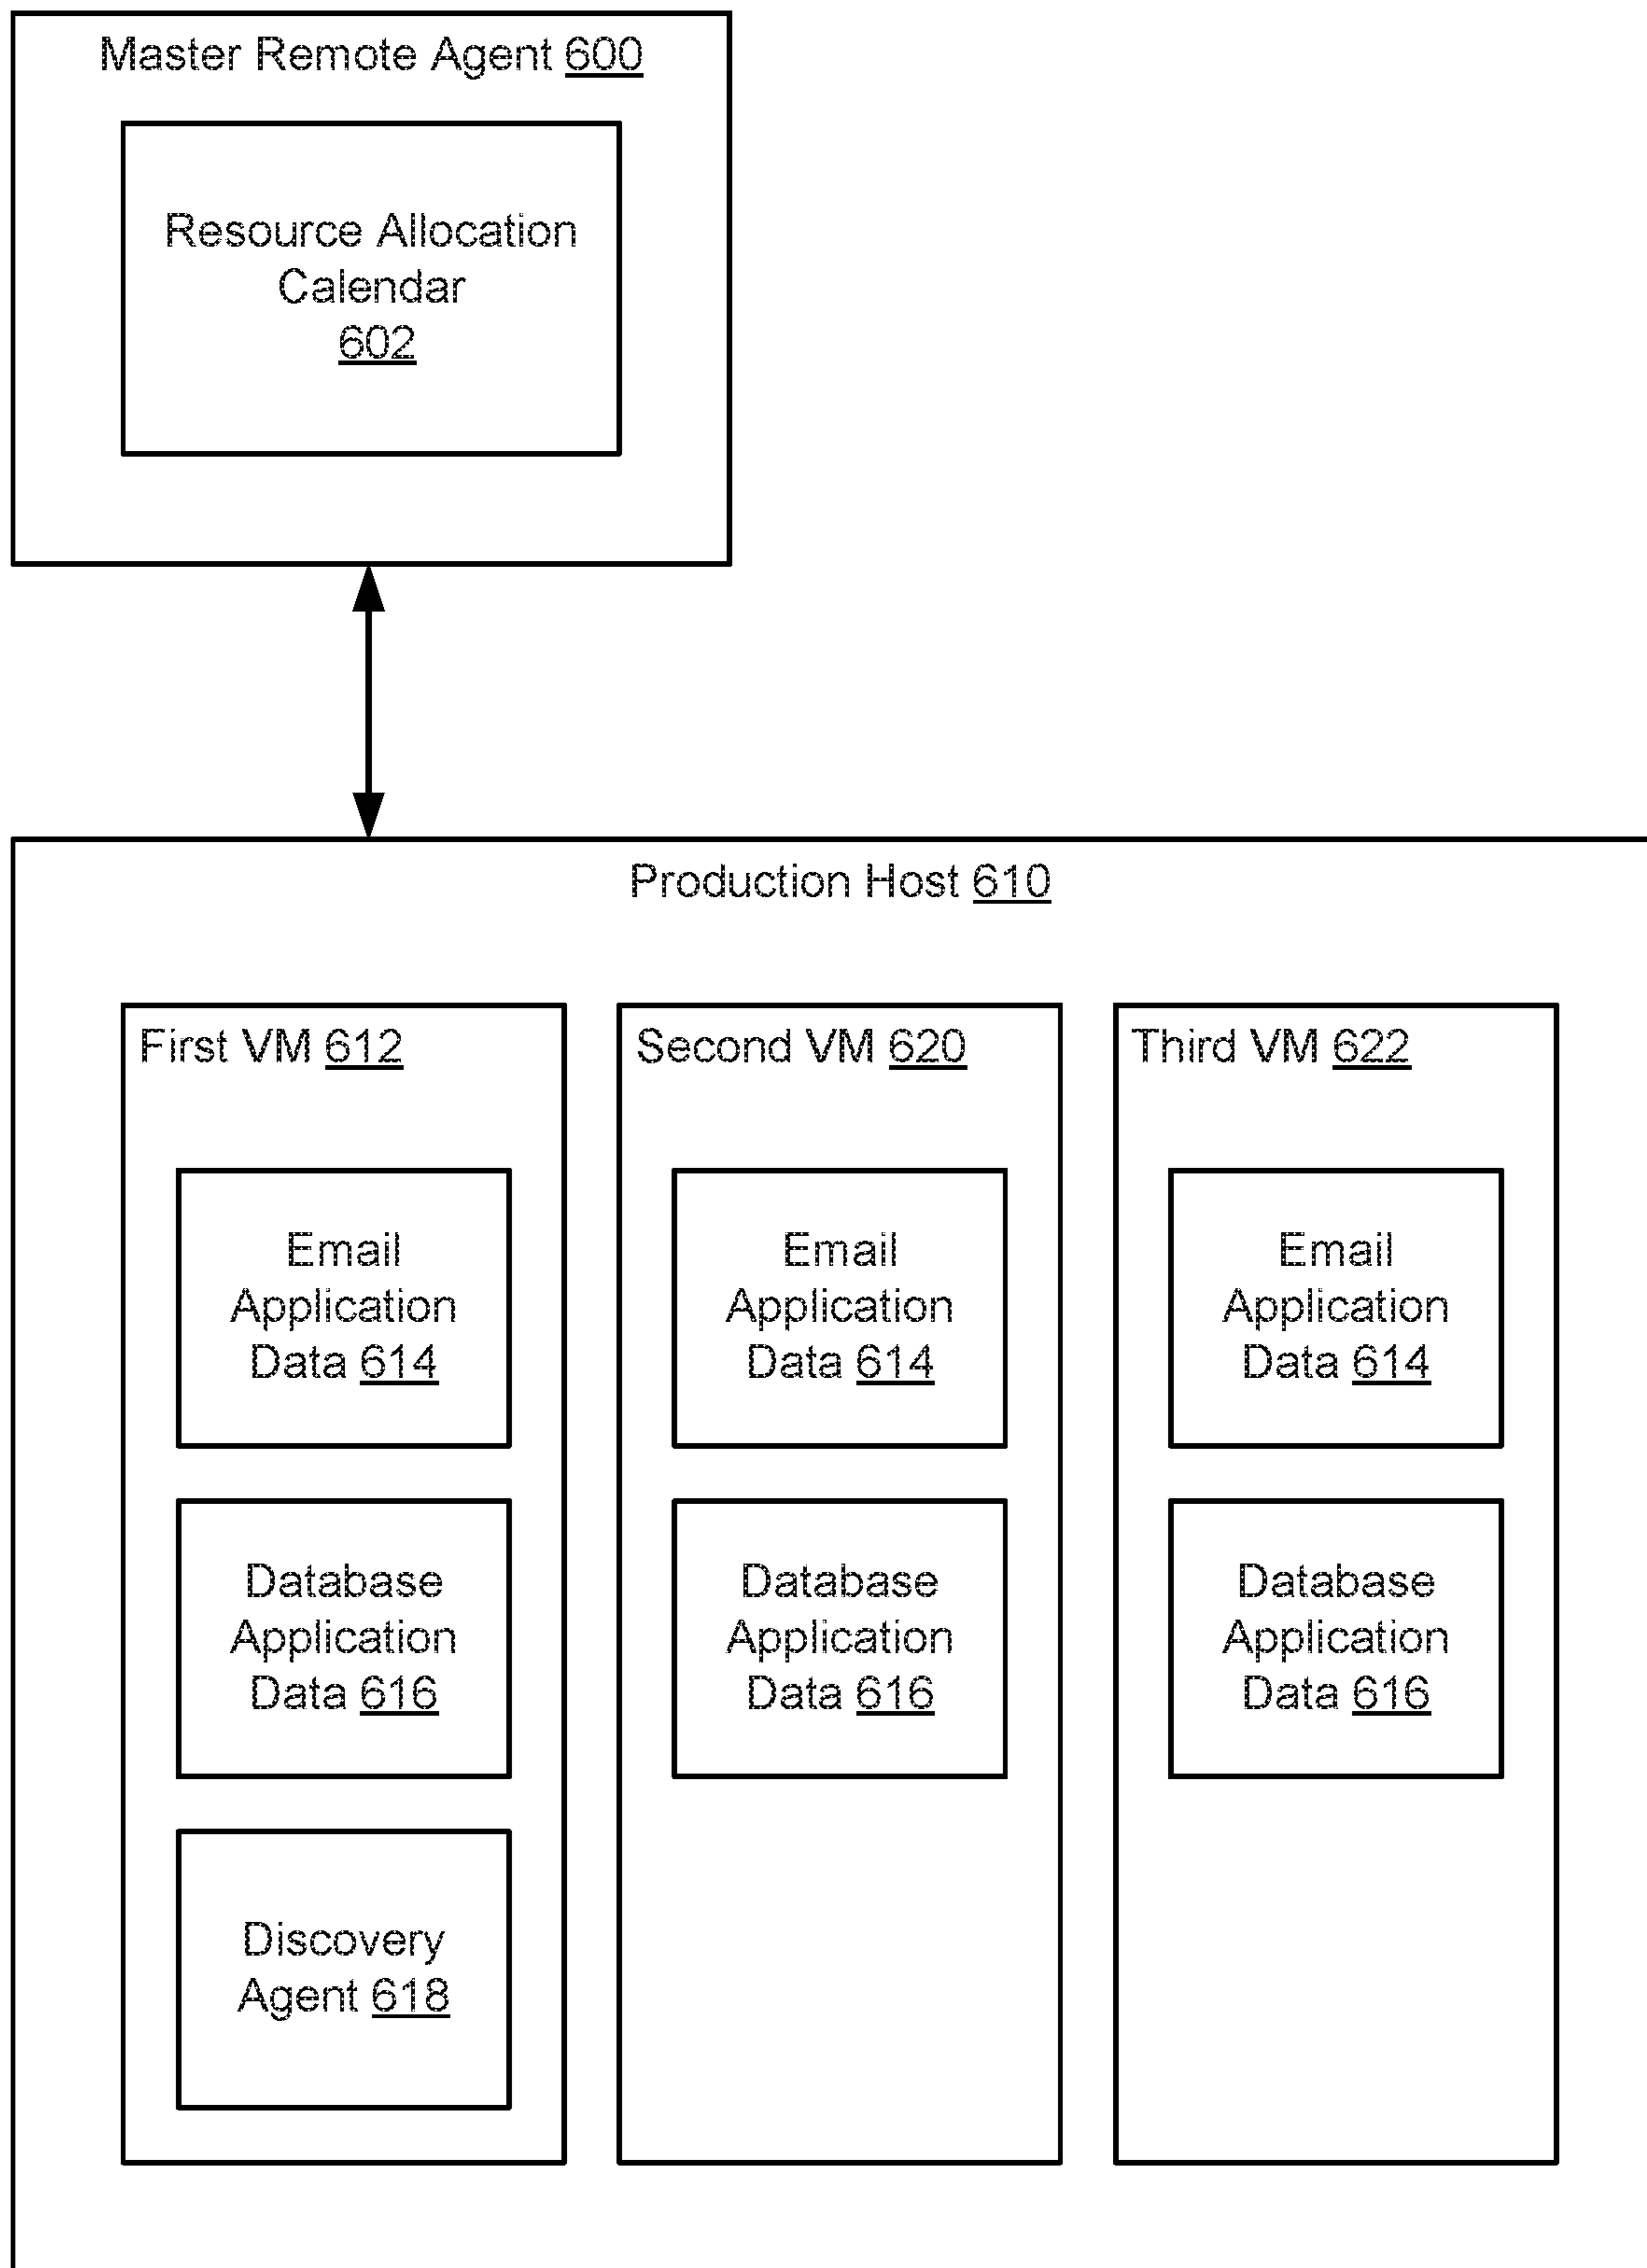 Master Remote Agent 600
Resource Allocation
Calendar
602
Production Host 610
First VM 612
Email
Application
Data 614
Database
Application
Data 616
Discovery
Agent 618
Second VM 620
Email
Application
Data 614
Database
Application
Data 616
Third VM 622
Email
Application
Data 614
Database
Application
Data 616